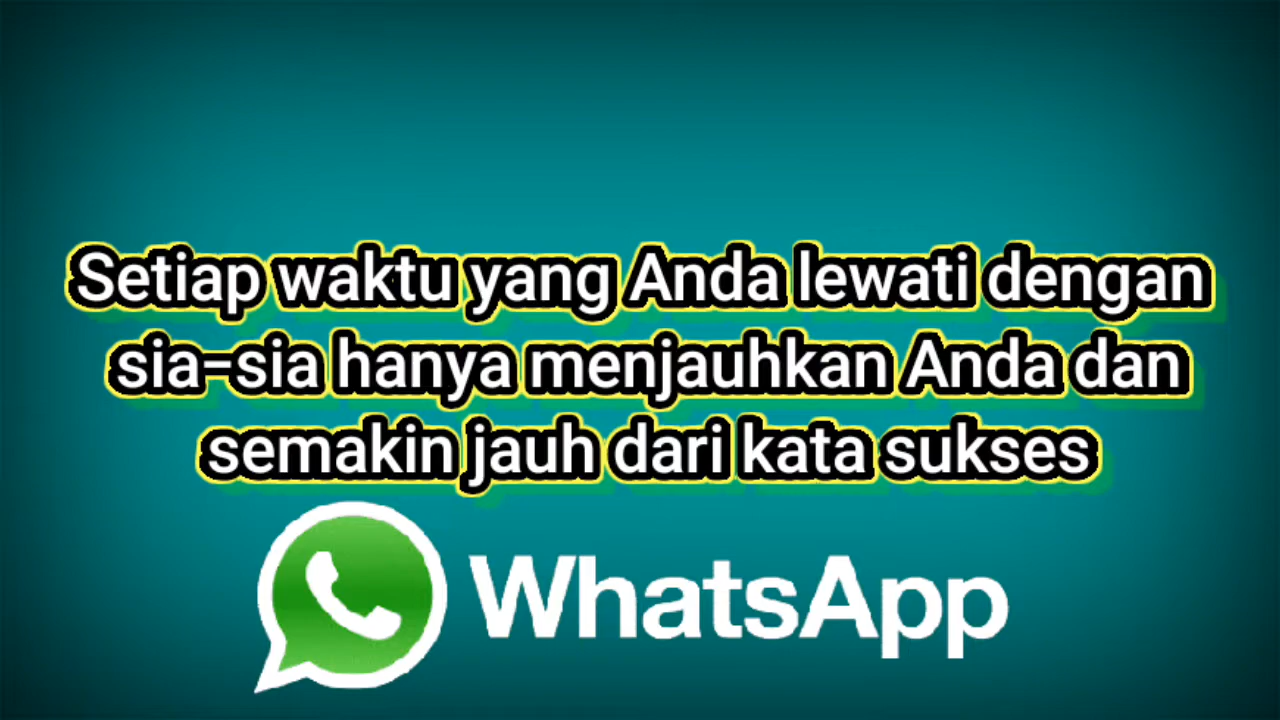 Setiap waktu yang Anda lewati dengan
sia-sia hanya menjauhkan Anda dan
semakin jauh dari kata sukses
WhatsApp